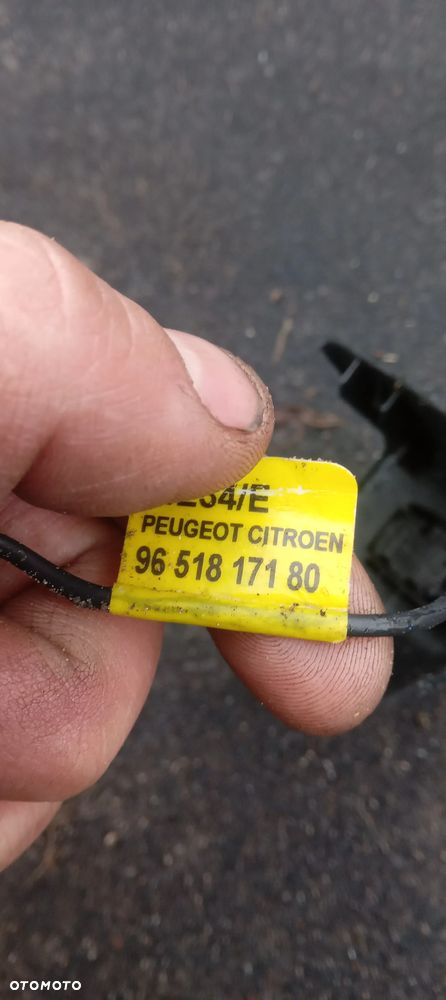 PEUGEOT CITROEN
96 518 171 80
OTOMOTO